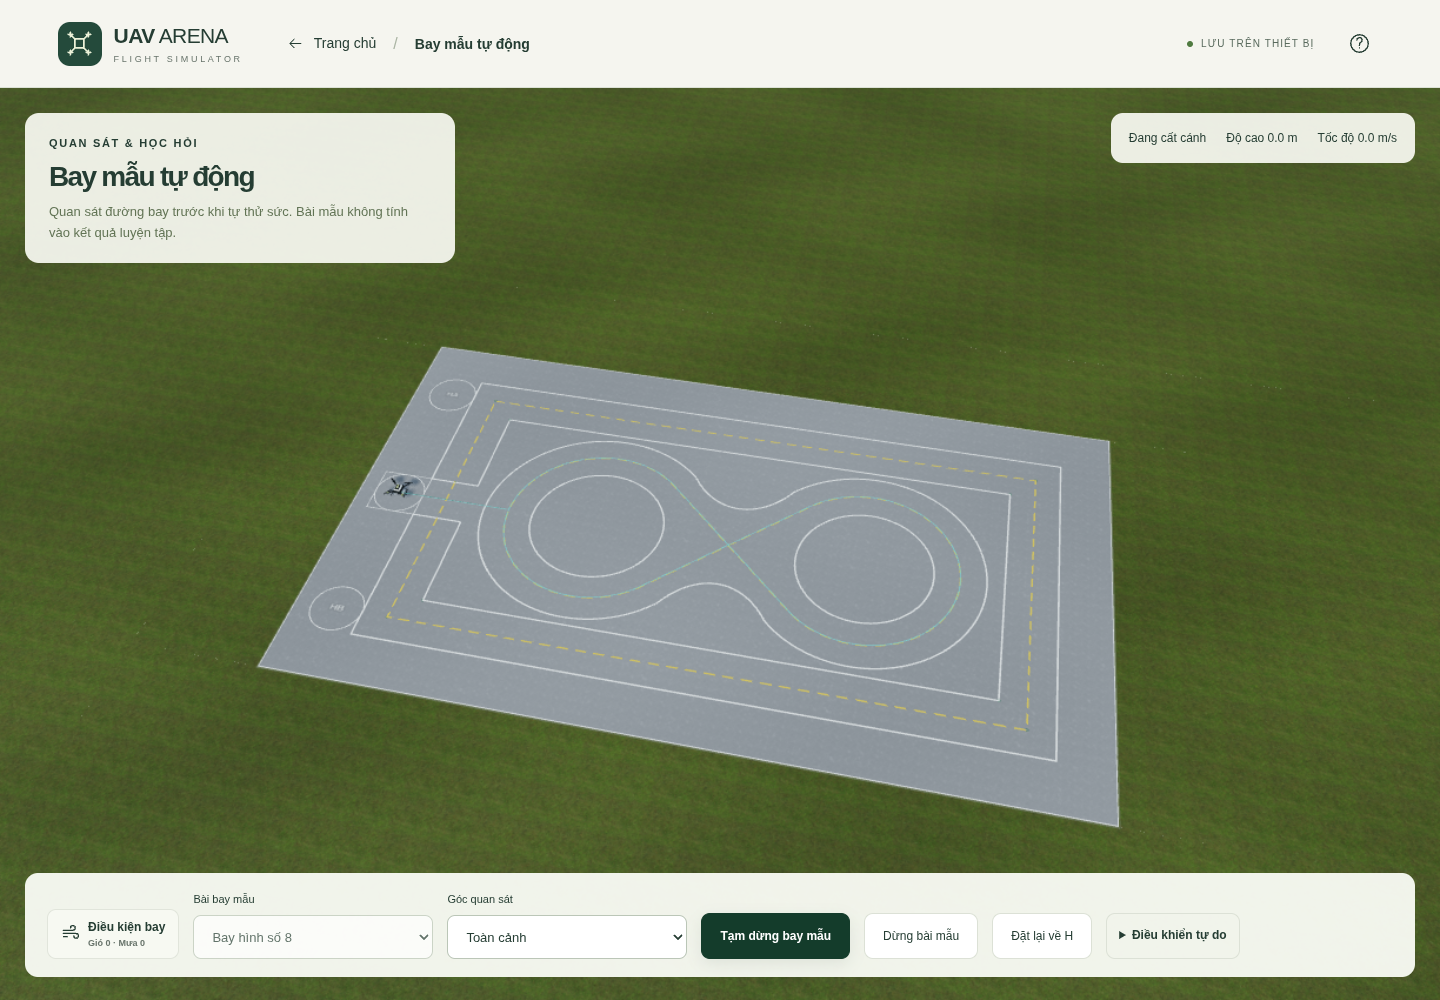 UAV ARENA
FLIGHT SIMULATOR
Trang chủ / Bay mẫu tự động
LƯU TRÊN THIẾT BỊ
QUAN SÁT & HỌC HỎI
Bay mẫu tự động
Quan sát đường bay trước khi tự thử sức. Bài mẫu không tính
vào kết quả luyện tập.
Đang cất cánh Độ cao 0.0 m Tốc độ 0.0 m/s
Điều kiện bay
Gió 0 · Mưa 0
Bài bay mẫu
Bay hình số 8
Góc quan sát
Toàn cảnh
Tạm dừng bay mẫu
Dừng bài mẫu
Đặt lại về H
Điều khiển tự do